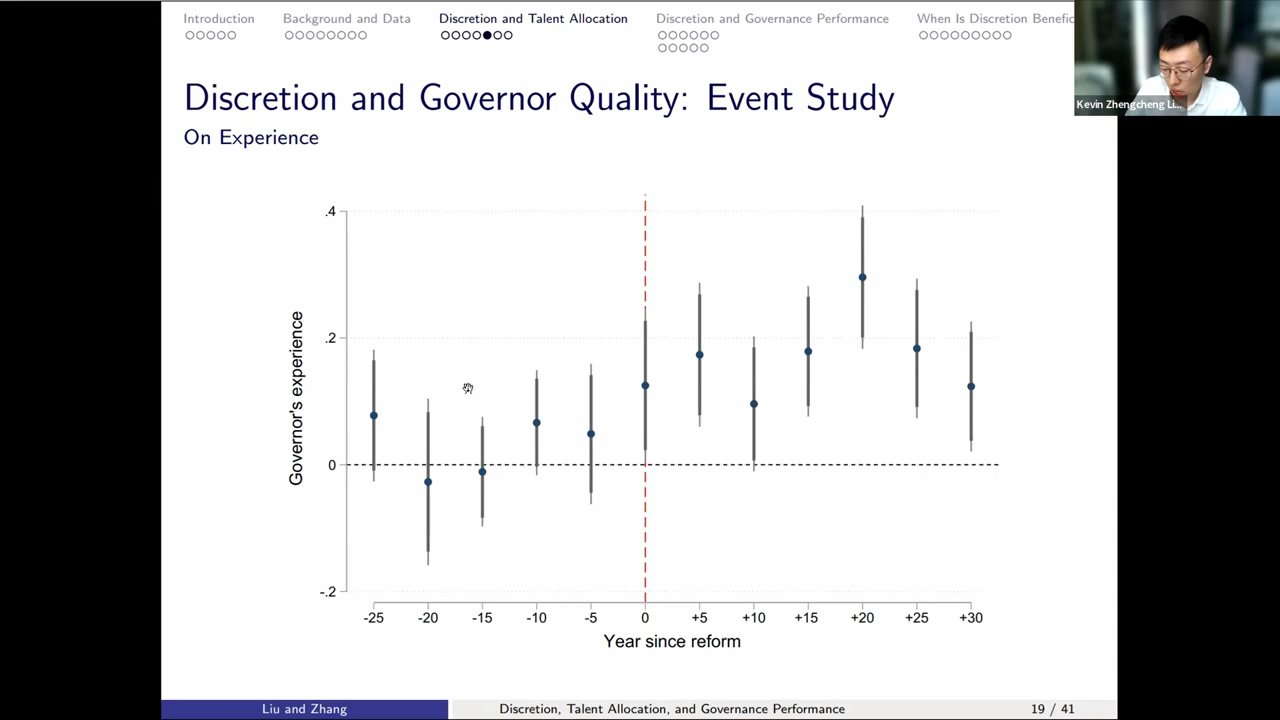 Introduction
Background and Data
Discretion and Talent Allocation
Discretion and Governance Performance
When Is Discretion Benefic
Kevin Zhengcheng Li...
Discretion and Governor Quality: Event Study
On Experience
Governor's experience
.4
.2
0
-.2
-25 -20 -15 -10 -5 0 +5 +10 +15 +20 +25 +30
Year since reform
Liu and Zhang
Discretion, Talent Allocation, and Governance Performance
19 / 41